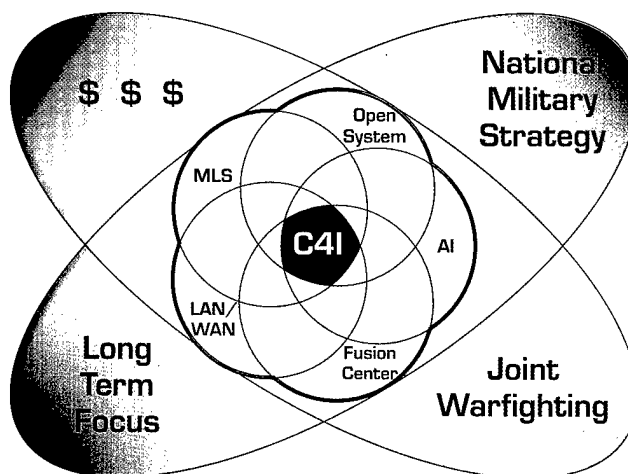 $ $ $
National
Military
Strategy
Open
System
MLS
C4I
AI
LAN/
WAN
Fusion
Center
Long
Term
Focus
Joint
Warfighting